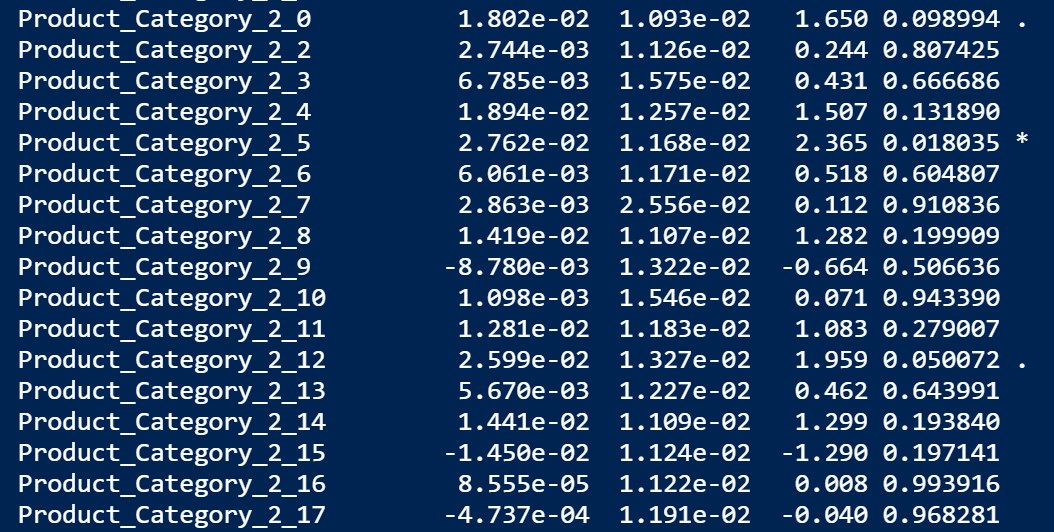 Product_Category_2_0 1.802e-02 1.093e-02 1.650 0.098994 .
Product_Category_2_2 2.744e-03 1.126e-02 0.244 0.807425
Product_Category_2_3 6.785e-03 1.575e-02 0.431 0.666686
Product_Category_2_4 1.894e-02 1.257e-02 1.507 0.131890
Product_Category_2_5 2.762e-02 1.168e-02 2.365 0.018035 *
Product_Category_2_6 6.061e-03 1.171e-02 0.518 0.604807
Product_Category_2_7 2.863e-03 2.556e-02 0.112 0.910836
Product_Category_2_8 1.419e-02 1.107e-02 1.282 0.199909
Product_Category_2_9 -8.780e-03 1.322e-02 -0.664 0.506636
Product_Category_2_10 1.098e-03 1.546e-02 0.071 0.943390
Product_Category_2_11 1.281e-02 1.183e-02 1.083 0.279007
Product_Category_2_12 2.599e-02 1.327e-02 1.959 0.050072 .
Product_Category_2_13 5.670e-03 1.227e-02 0.462 0.643991
Product_Category_2_14 1.441e-02 1.109e-02 1.299 0.193840
Product_Category_2_15 -1.450e-02 1.124e-02 -1.290 0.197141
Product_Category_2_16 8.555e-05 1.122e-02 0.008 0.993916
Product_Category_2_17 -4.737e-04 1.191e-02 -0.040 0.968281